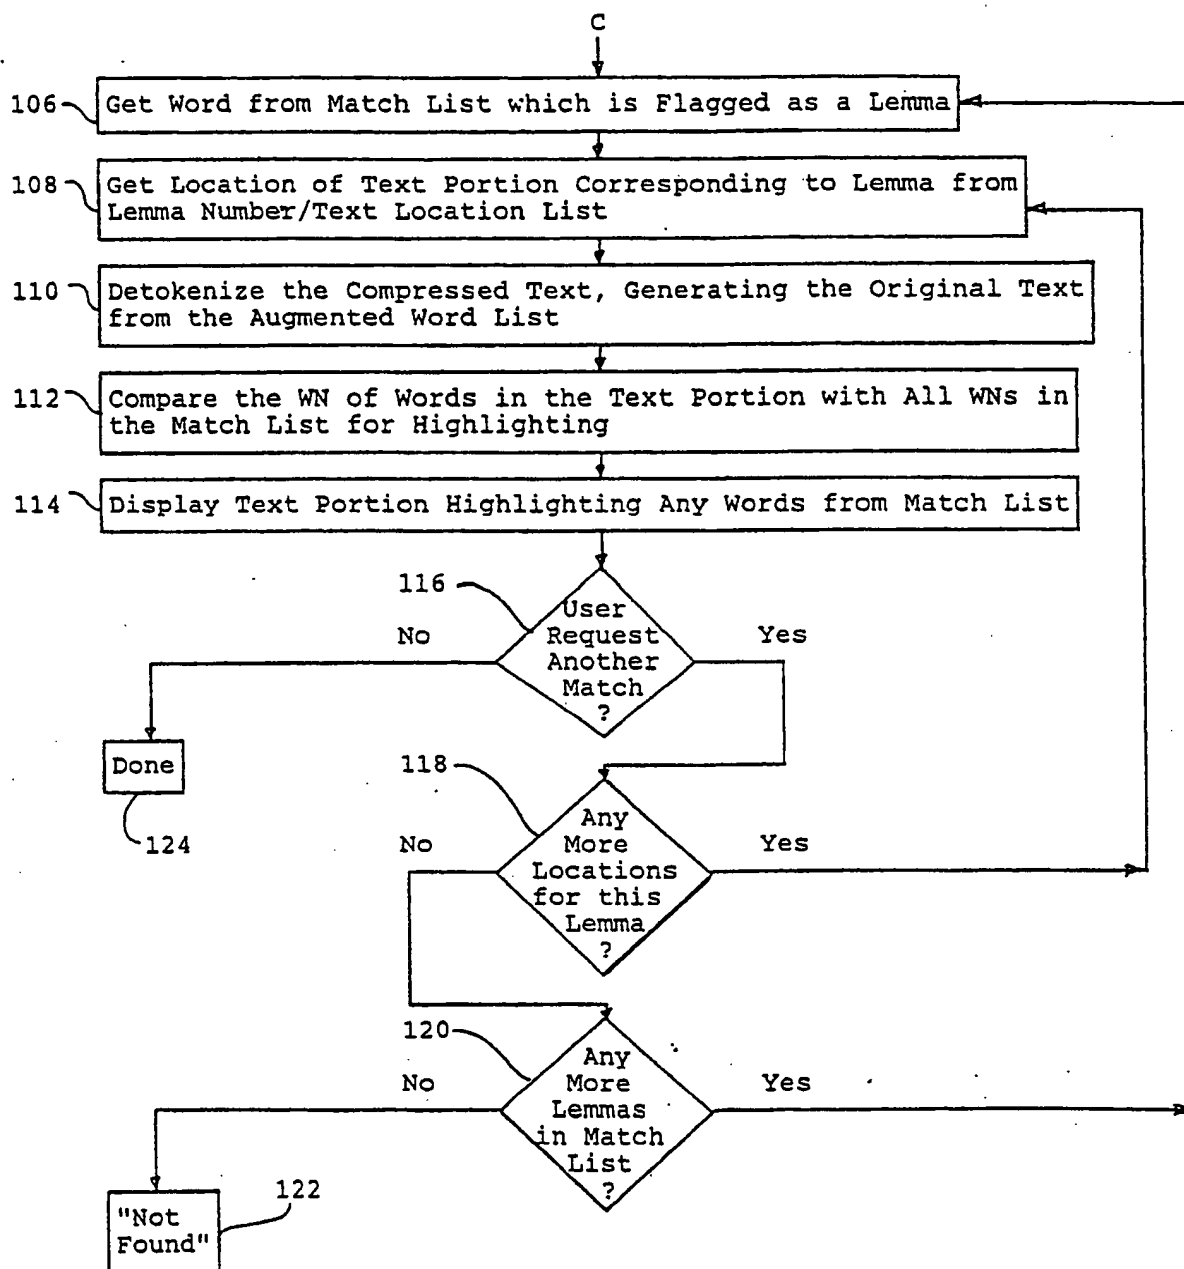 C
106
Get Word from Match List which is Flagged as a Lemma
108
Get Location of Text Portion Corresponding to Lemma from
Lemma Number/Text Location List
110
Detokenize the Compressed Text, Generating the Original Text
from the Augmented Word List
112
Compare the WN of Words in the Text Portion with All WNs in
the Match List for Highlighting
114
Display Text Portion Highlighting Any Words from Match List
116
User
Request
Another
Match
?
No
Yes
Done
124
118
Any
More
Locations
for this
Lemma
?
No
Yes
120
Any
More
Lemmas
in Match
List
?
No
Yes
122
"Not
Found"